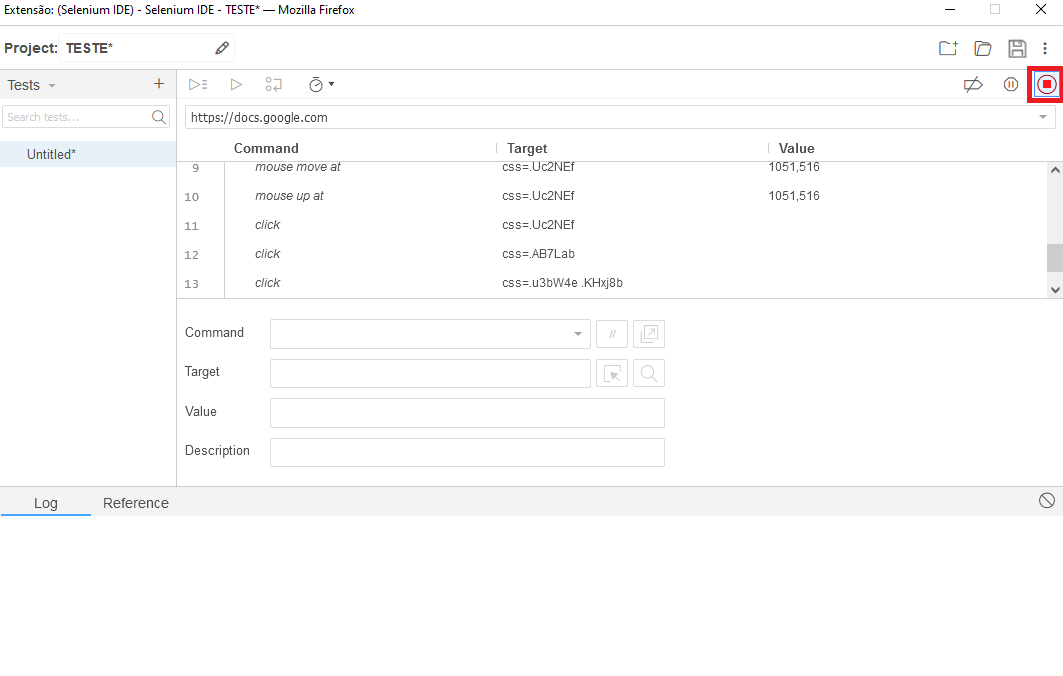 Extensão: (Selenium IDE) - Selenium IDE - TESTE* — Mozilla Firefox
Project: TESTE*
Tests
Search tests...
https://docs.google.com
Untitled*
Command Target Value
9 mouse move at css=.Uc2NEf 1051,516
10 mouse up at css=.Uc2NEf 1051,516
11 click css=.Uc2NEf
12 click css=.AB7Lab
13 click css=.u3bW4e .KHxj8b
Command //
Target
Value
Description
Log Reference